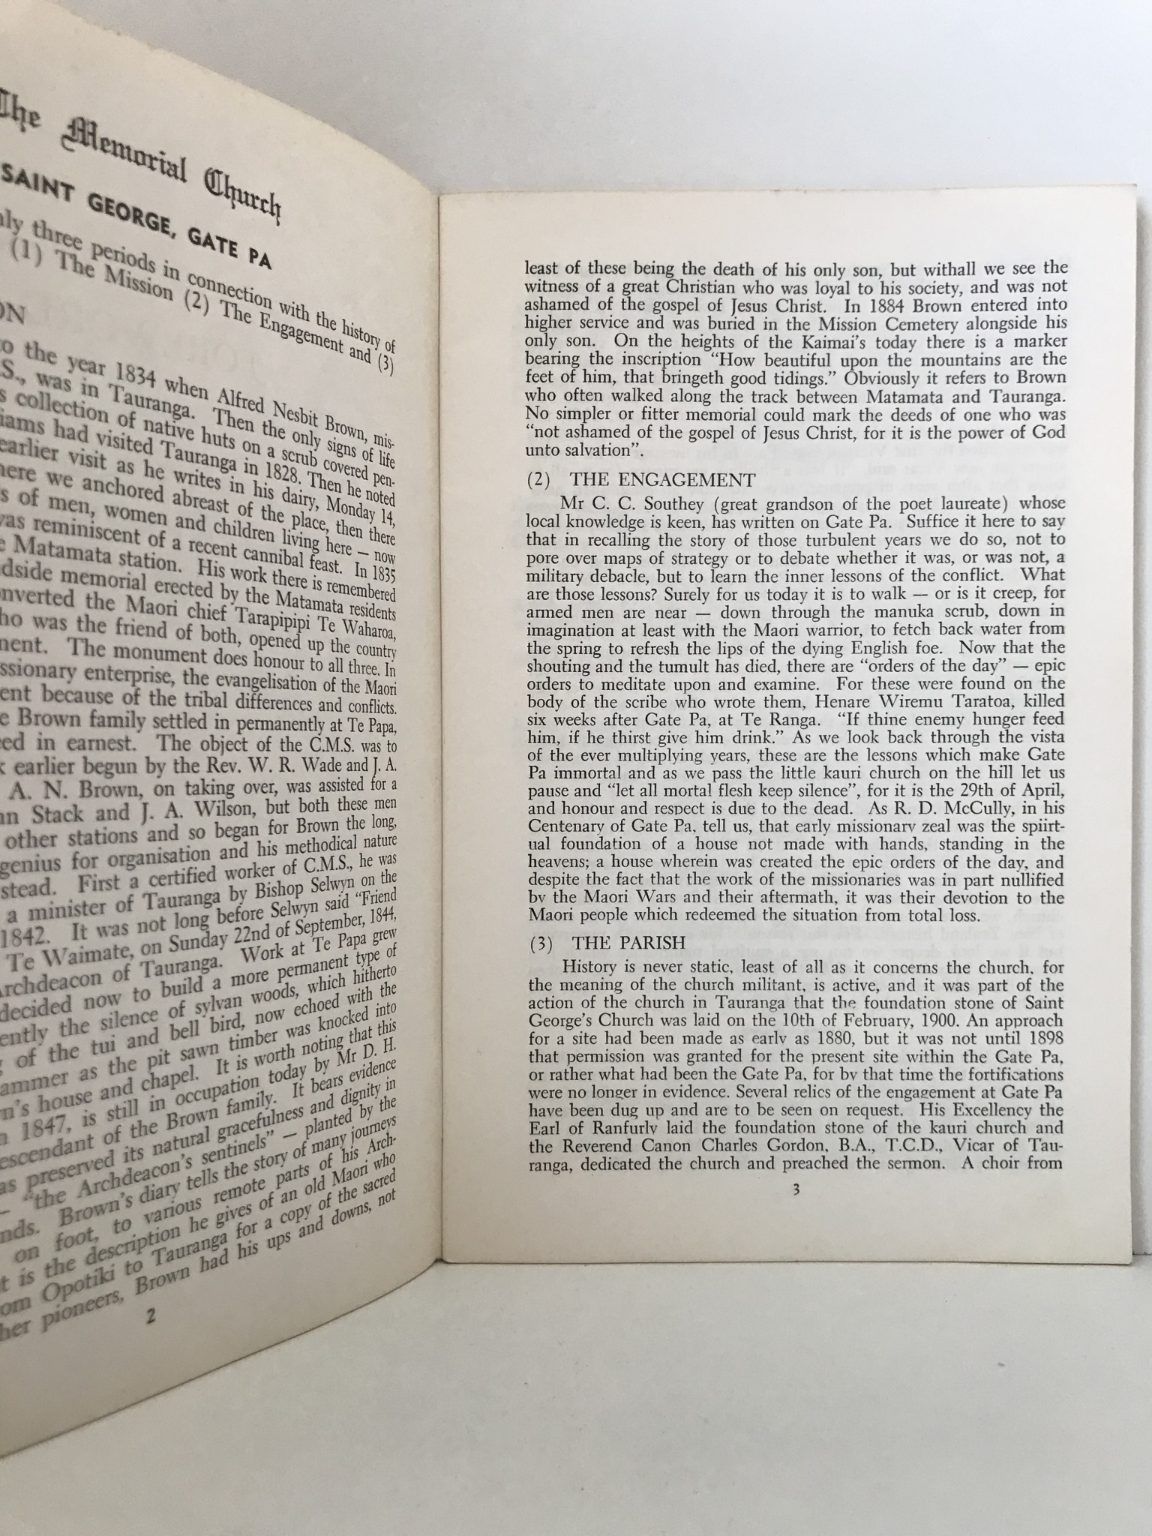 The Memorial Church
SAINT GEORGE, GATE PA
three periods in connection with the history of
(1) The Mission (2) The Engagement and (3)
the year 1834 when Alfred Nesbit Brown, mis-
was in Tauranga. Then the only signs of life
collection of native huts on a scrub covered pen-
had visited Tauranga in 1828. Then he noted
earlier visit as he writes in his dairy, Monday 14,
we anchored abreast of the place, then there
of men, women and children living here — now
was reminiscent of a recent cannibal feast. In 1835
Matamata station. His work there is remembered
memorial erected by the Matamata residents
the Maori chief Tarapipipi Te Waharoa,
who was the friend of both, opened up the country
The monument does honour to all three. In
enterprise, the evangelisation of the Maori
because of the tribal differences and conflicts.
Brown family settled in permanently at Te Papa,
in earnest. The object of the C.M.S. was to
earlier begun by the Rev. W. R. Wade and J. A.
A. N. Brown, on taking over, was assisted for a
Stack and J. A. Wilson, but both these men
other stations and so began for Brown the long,
genius for organisation and his methodical nature
stead. First a certified worker of C.M.S., he was
a minister of Tauranga by Bishop Selwyn on the
1842. It was not long before Selwyn said “Friend
Te Waimate, on Sunday 22nd of September, 1844,
of Tauranga. Work at Te Papa grew
decided now to build a more permanent type of
the silence of sylvan woods, which hitherto
of the tui and bell bird, now echoed with the
as the pit sawn timber was knocked into
house and chapel. It is worth noting that this
1847, is still in occupation today by Mr D. H.
of the Brown family. It bears evidence
preserved its natural gracefulness and dignity in
“the Archdeacon's sentinels” — planted by the
Brown's diary tells the story of many journeys
on foot, to various remote parts of his Arch-
is the description he gives of an old Maori who
Opotiki to Tauranga for a copy of the sacred
pioneers, Brown had his ups and downs, not
2
least of these being the death of his only son, but withall we see the
witness of a great Christian who was loyal to his society, and was not
ashamed of the gospel of Jesus Christ. In 1884 Brown entered into
higher service and was buried in the Mission Cemetery alongside his
only son. On the heights of the Kaimai's today there is a marker
bearing the inscription “How beautiful upon the mountains are the
feet of him, that bringeth good tidings.” Obviously it refers to Brown
who often walked along the track between Matamata and Tauranga.
No simpler or fitter memorial could mark the deeds of one who was
“not ashamed of the gospel of Jesus Christ, for it is the power of God
unto salvation”.
(2) THE ENGAGEMENT
Mr C. C. Southey (great grandson of the poet laureate) whose
local knowledge is keen, has written on Gate Pa. Suffice it here to say
that in recalling the story of those turbulent years we do so, not to
pore over maps of strategy or to debate whether it was, or was not, a
military debacle, but to learn the inner lessons of the conflict. What
are those lessons? Surely for us today it is to walk — or is it creep, for
armed men are near — down through the manuka scrub, down in
imagination at least with the Maori warrior, to fetch back water from
the spring to refresh the lips of the dying English foe. Now that the
shouting and the tumult has died, there are “orders of the day” — epic
orders to meditate upon and examine. For these were found on the
body of the scribe who wrote them, Henare Wiremu Taratoa, killed
six weeks after Gate Pa, at Te Ranga. “If thine enemy hunger feed
him, if he thirst give him drink.” As we look back through the vista
of the ever multiplying years, these are the lessons which make Gate
Pa immortal and as we pass the little kauri church on the hill let us
pause and “let all mortal flesh keep silence”, for it is the 29th of April,
and honour and respect is due to the dead. As R. D. McCully, in his
Centenary of Gate Pa, tell us, that early missionary zeal was the spiirt-
ual foundation of a house not made with hands, standing in the
heavens; a house wherein was created the epic orders of the day, and
despite the fact that the work of the missionaries was in part nullified
by the Maori Wars and their aftermath, it was their devotion to the
Maori people which redeemed the situation from total loss.
(3) THE PARISH
History is never static, least of all as it concerns the church, for
the meaning of the church militant, is active, and it was part of the
action of the church in Tauranga that the foundation stone of Saint
George's Church was laid on the 10th of February, 1900. An approach
for a site had been made as early as 1880, but it was not until 1898
that permission was granted for the present site within the Gate Pa,
or rather what had been the Gate Pa, for by that time the fortifications
were no longer in evidence. Several relics of the engagement at Gate Pa
have been dug up and are to be seen on request. His Excellency the
Earl of Ranfurly laid the foundation stone of the kauri church and
the Reverend Canon Charles Gordon, B.A., T.C.D., Vicar of Tau-
ranga, dedicated the church and preached the sermon. A choir from
3